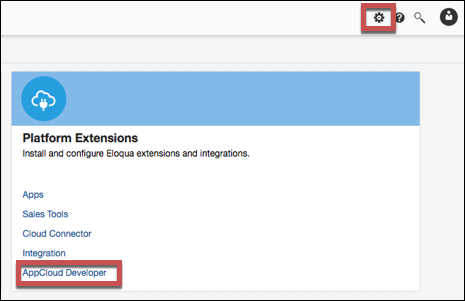 Platform Extensions
Install and configure Eloqua extensions and integrations.
Apps
Sales Tools
Cloud Connector
Integration
AppCloud Developer